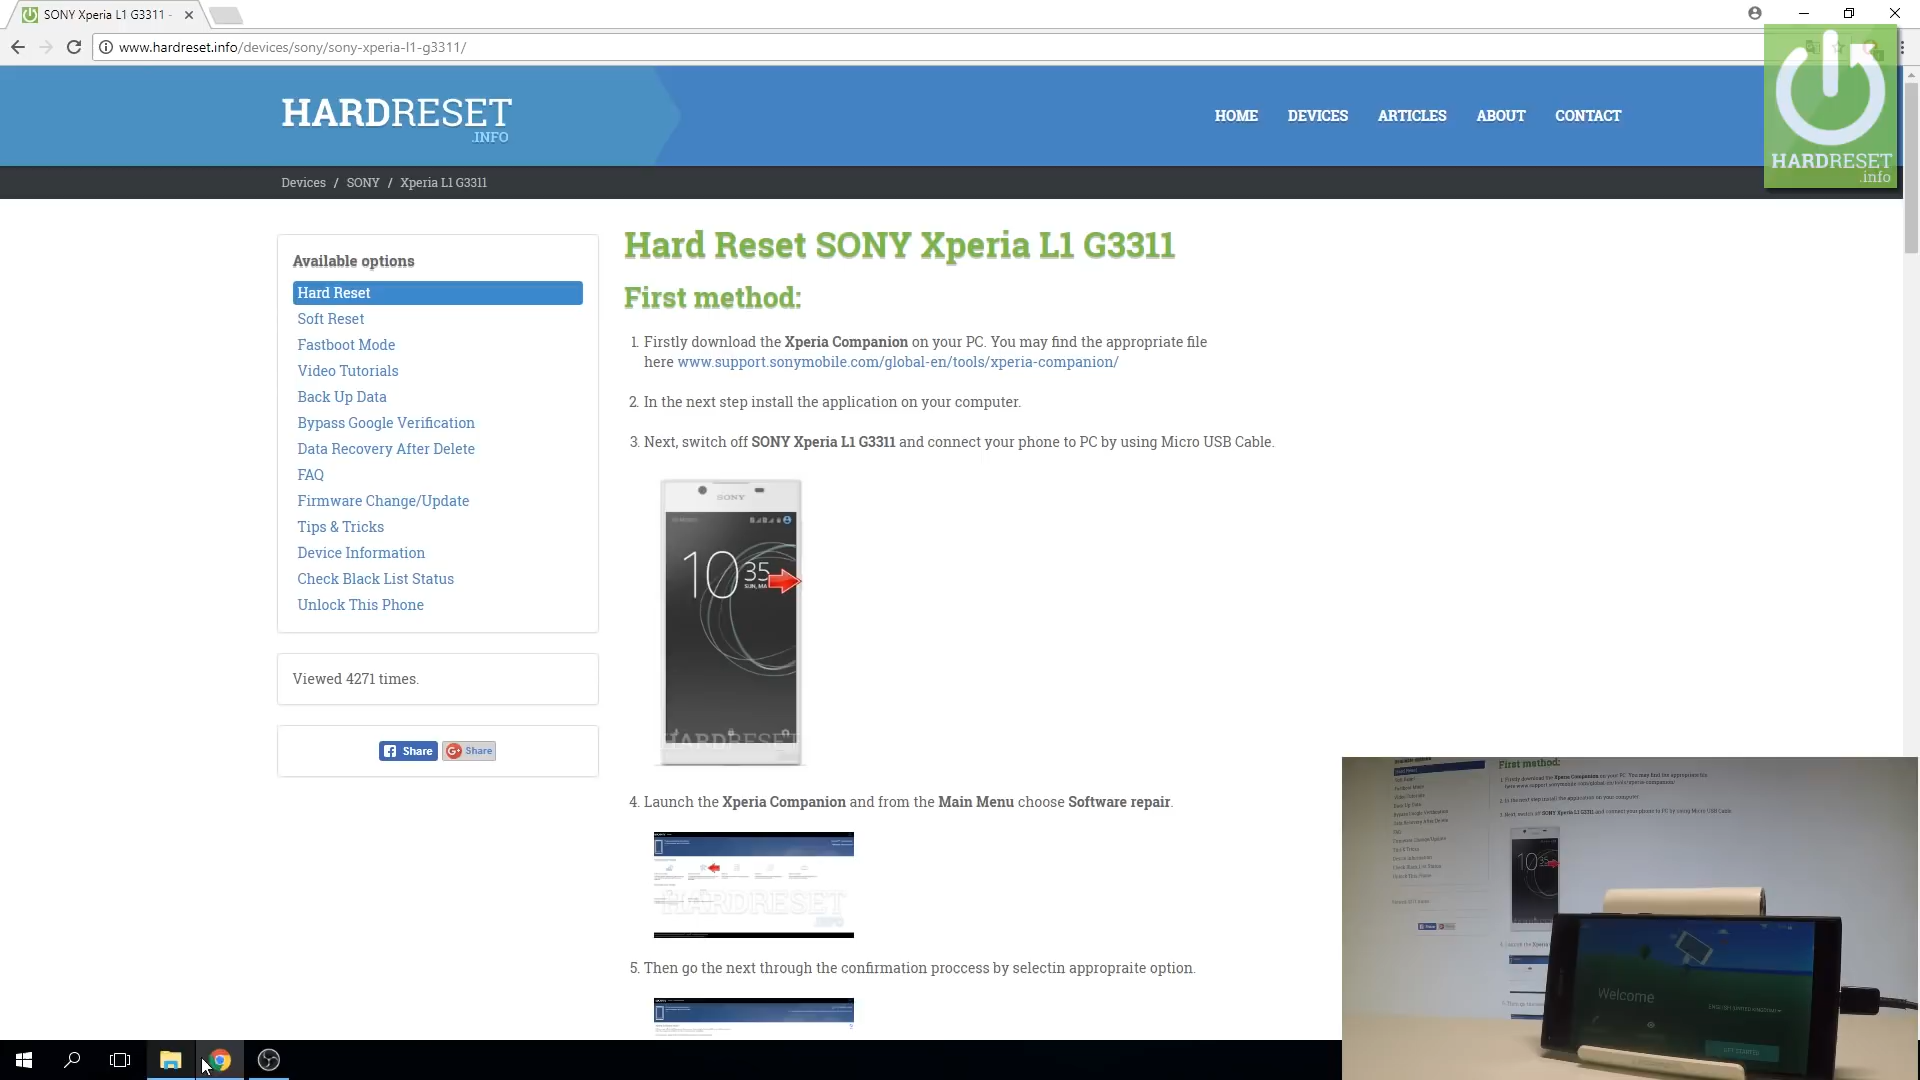 SONY Xperia L1 G3311 -
www.hardreset.info/devices/sony/sony-xperia-l1-g3311/
HARDRESET
.INFO
HOME
DEVICES
ARTICLES
ABOUT
CONTACT
HARDRESET
.info
Devices / SONY / Xperia L1 G3311
Available options
Hard Reset
Soft Reset
Fastboot Mode
Video Tutorials
Back Up Data
Bypass Google Verification
Data Recovery After Delete
FAQ
Firmware Change/Update
Tips & Tricks
Device Information
Check Black List Status
Unlock This Phone
Viewed 4271 times.
Share
Share
Hard Reset SONY Xperia L1 G3311
First method:
1. Firstly download the Xperia Companion on your PC. You may find the appropriate file
here www.support.sonymobile.com/global-en/tools/xperia-companion/
2. In the next step install the application on your computer.
3. Next, switch off SONY Xperia L1 G3311 and connect your phone to PC by using Micro USB Cable.
SONY
10 35
HARDRESET
4. Launch the Xperia Companion and from the Main Menu choose Software repair.
HARDRESET
5. Then go the next through the confirmation proccess by selectin appropraite option.
First method:
Welcome